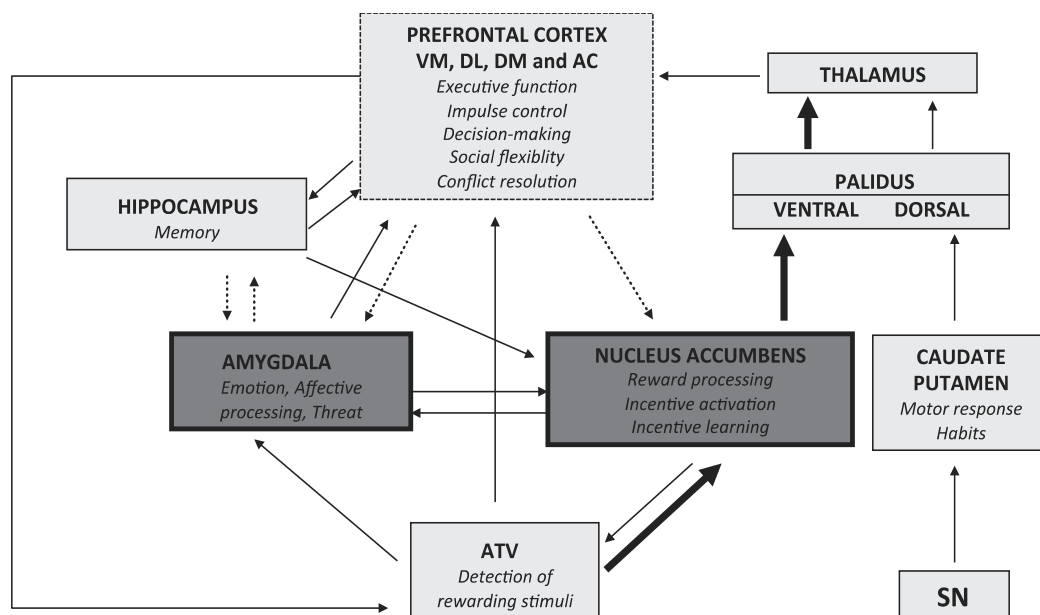 PREFRONTAL CORTEX
VM, DL, DM and AC
Executive function
Impulse control
Decision-making
Social flexiblity
Conflict resolution
THALAMUS
PALIDUS
VENTRAL DORSAL
HIPPOCAMPUS
Memory
AMYGDALA
Emotion, Affective
processing, Threat
NUCLEUS ACCUMBENS
Reward processing
Incentive activation
Incentive learning
CAUDATE
PUTAMEN
Motor response
Habits
ATV
Detection of
rewarding stimuli
SN